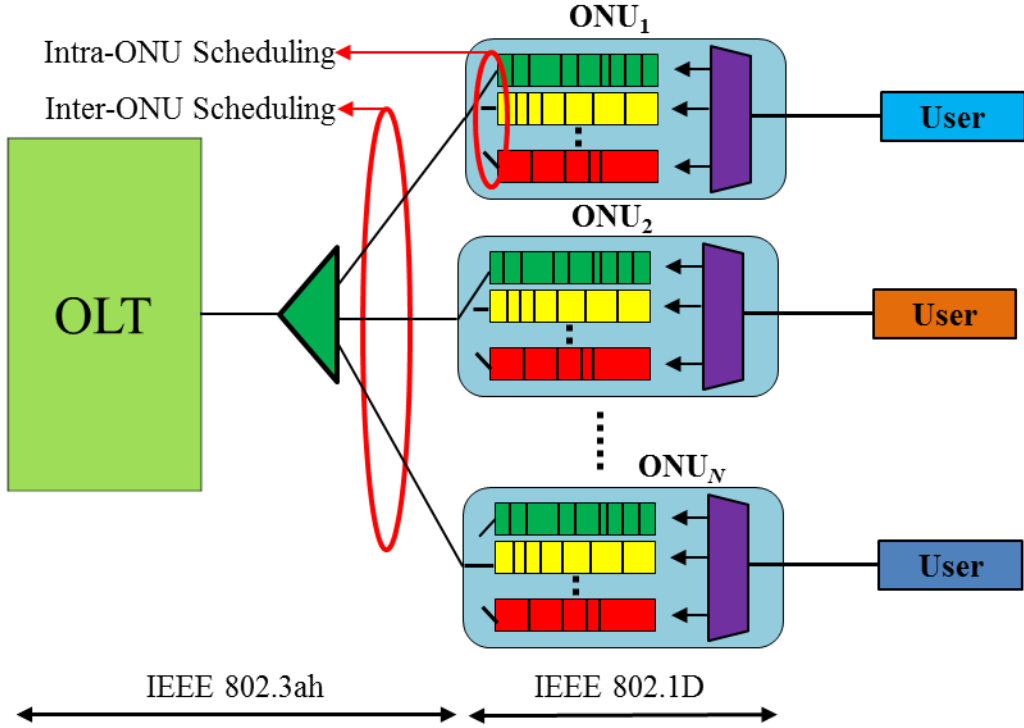 ONU1
Intra-ONU Scheduling
Inter-ONU Scheduling
User
OLT
ONU2
User
ONUN
User
IEEE 802.3ah
IEEE 802.1D